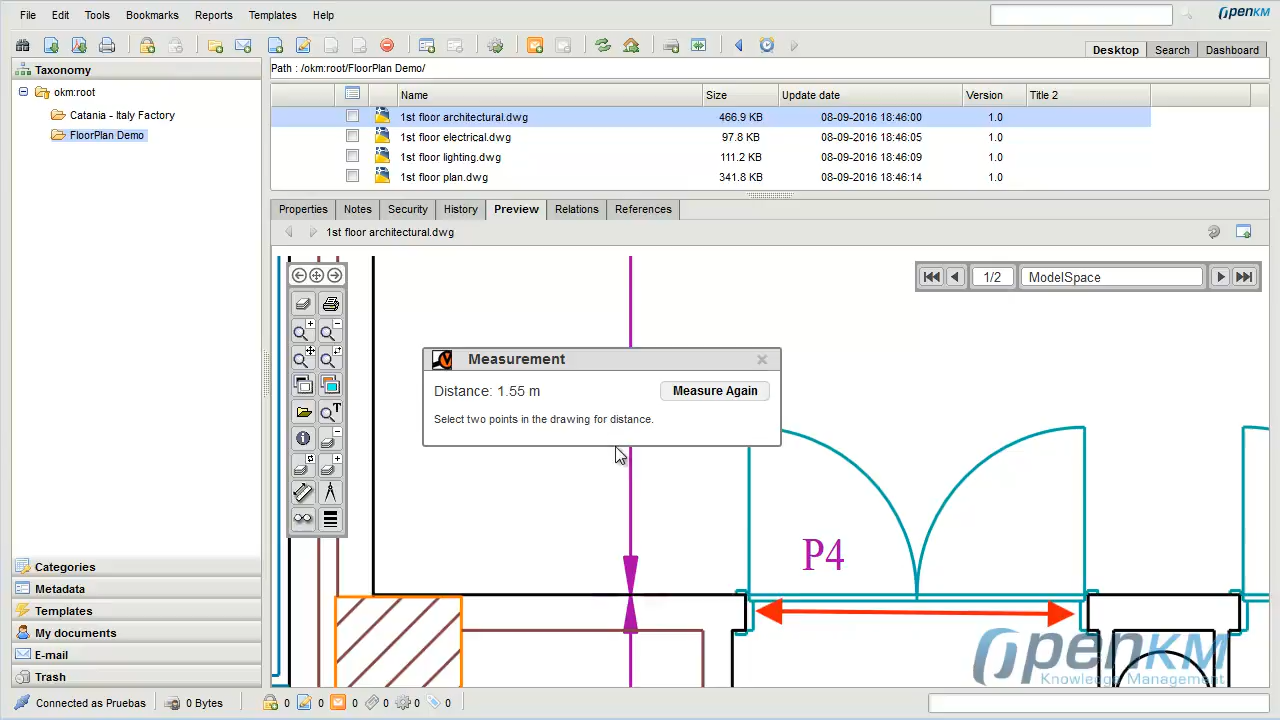 File Edit Tools Bookmarks Reports Templates Help
OPENKM
Desktop Search Dashboard
Taxonomy
okm:root
Catania - Italy Factory
FloorPlan Demo
Path : /okm:root/FloorPlan Demo/
Name Size Update date Version Title 2
1st floor architectural.dwg 466.9 KB 08-09-2016 18:46:00 1.0
1st floor electrical.dwg 97.8 KB 08-09-2016 18:46:05 1.0
1st floor lighting.dwg 111.2 KB 08-09-2016 18:46:09 1.0
1st floor plan.dwg 341.8 KB 08-09-2016 18:46:14 1.0
Properties Notes Security History Preview Relations References
1st floor architectural.dwg
1/2 ModelSpace
Measurement
Distance: 1.55 m Measure Again
Select two points in the drawing for distance.
P4
OPENKM
Knowledge Management
Categories
Metadata
Templates
My documents
E-mail
Trash
Connected as Pruebas 0 Bytes 0 0 0 0 0 0